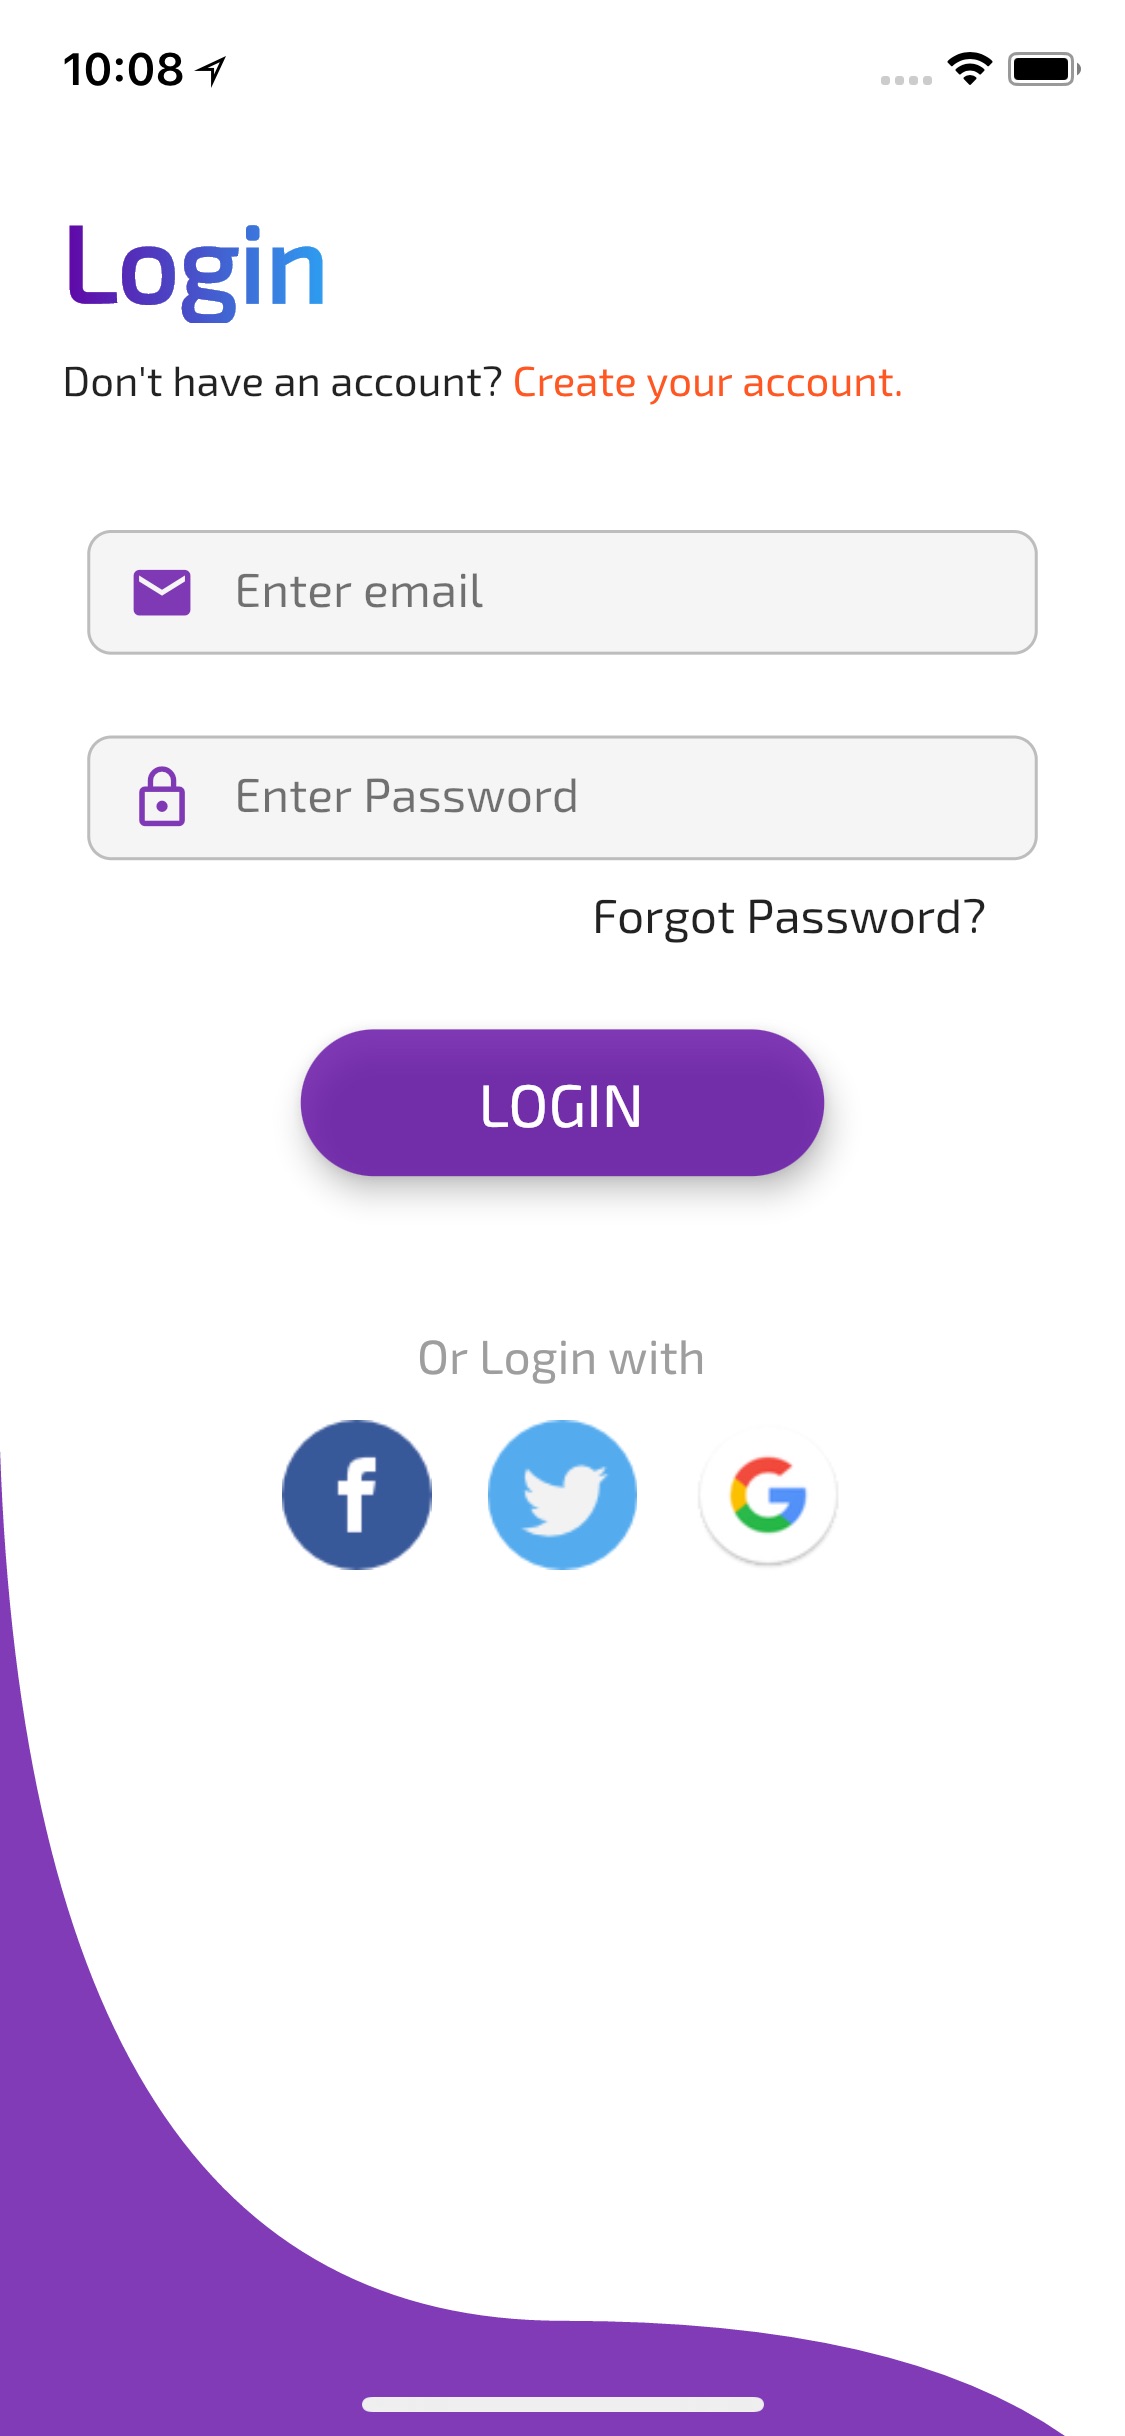 10:08
Login
Don't have an account? Create your account.
Enter email
Enter Password
Forgot Password?
LOGIN
Or Login with
f
G